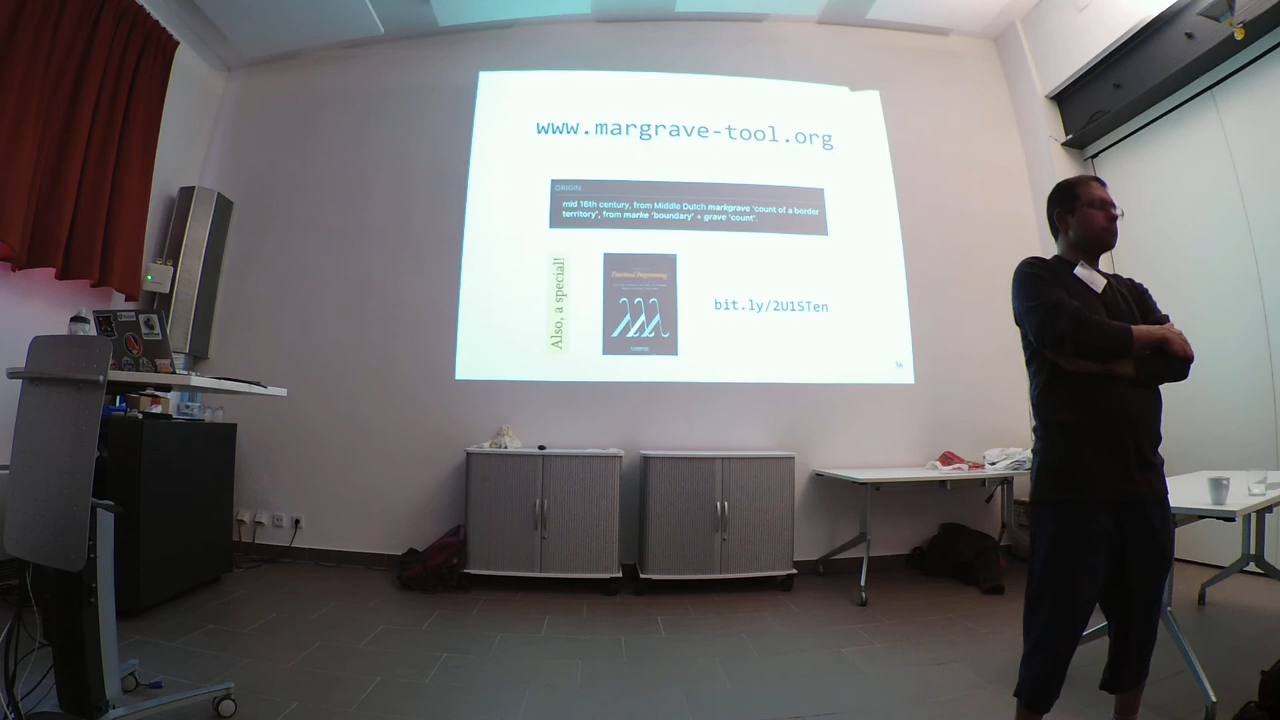 www.margrave-tool.org
ORIGIN
mid 16th century, from Middle Dutch markgrave 'count of a border
territory', from marke 'boundary' + grave 'count'.
Also, a special!
Functional Programming
bit.ly/2U1STen